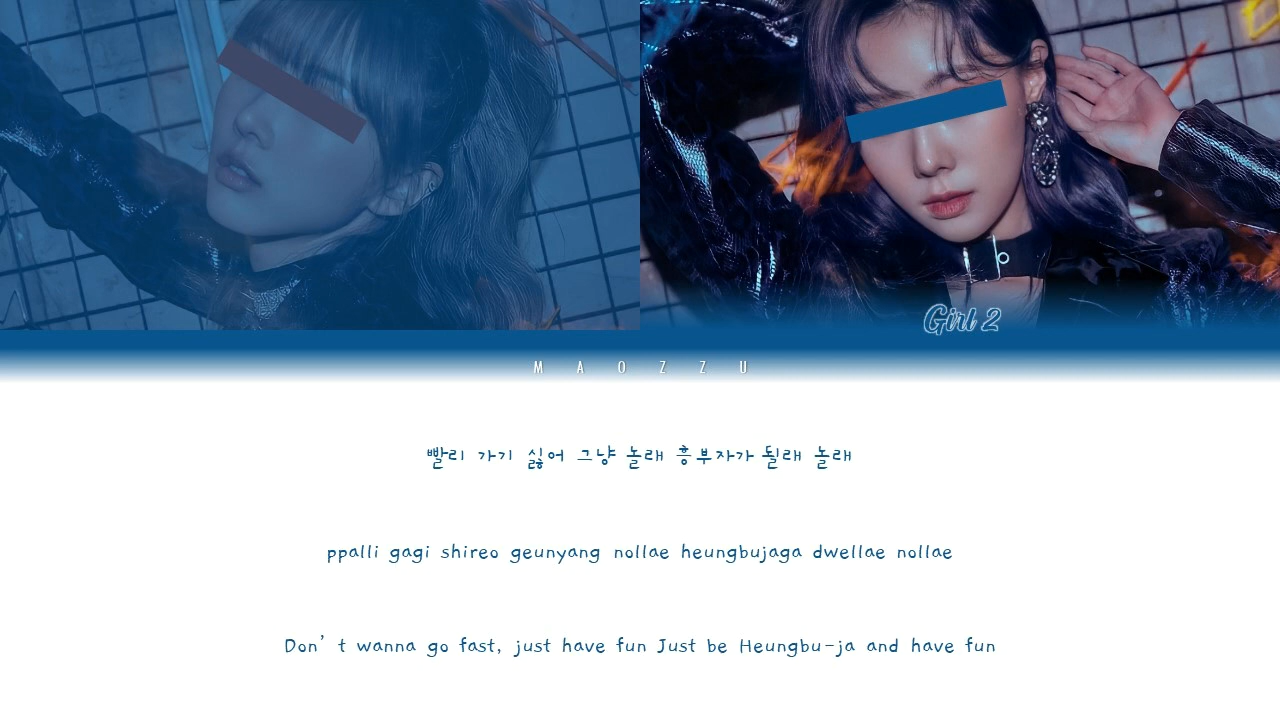 Girl 2
MAOZZU
빨리 가기 싫어 그냥 놀래 흥부자가 될래 놀래
ppalli gagi shireo geunyang nollae heungbujaga dwellae nollae
Don't wanna go fast, just have fun Just be Heungbu-ja and have fun